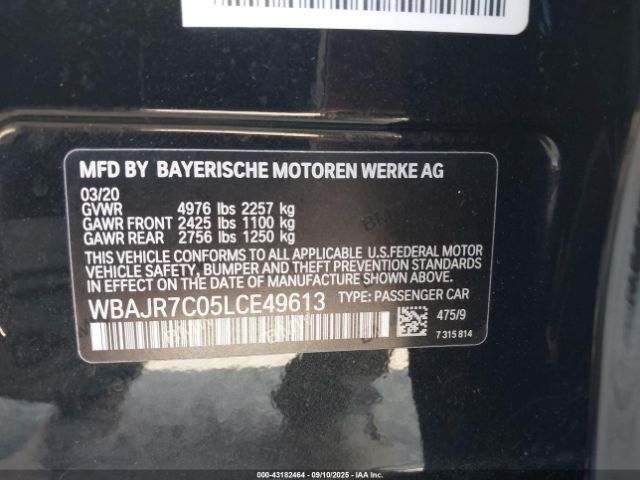 MFD BY BAYERISCHE MOTOREN WERKE AG
03/20
GVWR 4976 lbs 2257 kg
GAWR FRONT 2425 lbs 1100 kg
GAWR REAR 2756 lbs 1250 kg
THIS VEHICLE CONFORMS TO ALL APPLICABLE U.S.FEDERAL MOTOR
VEHICLE SAFETY, BUMPER AND THEFT PREVENTION STANDARDS
IN EFFECT ON THE DATE OF MANUFACTURE SHOWN ABOVE.
WBAJR7C05LCE49613 TYPE: PASSENGER CAR
475/9
7 315 814
000-43182464 - 09/10/2025 - IAAI - Copart